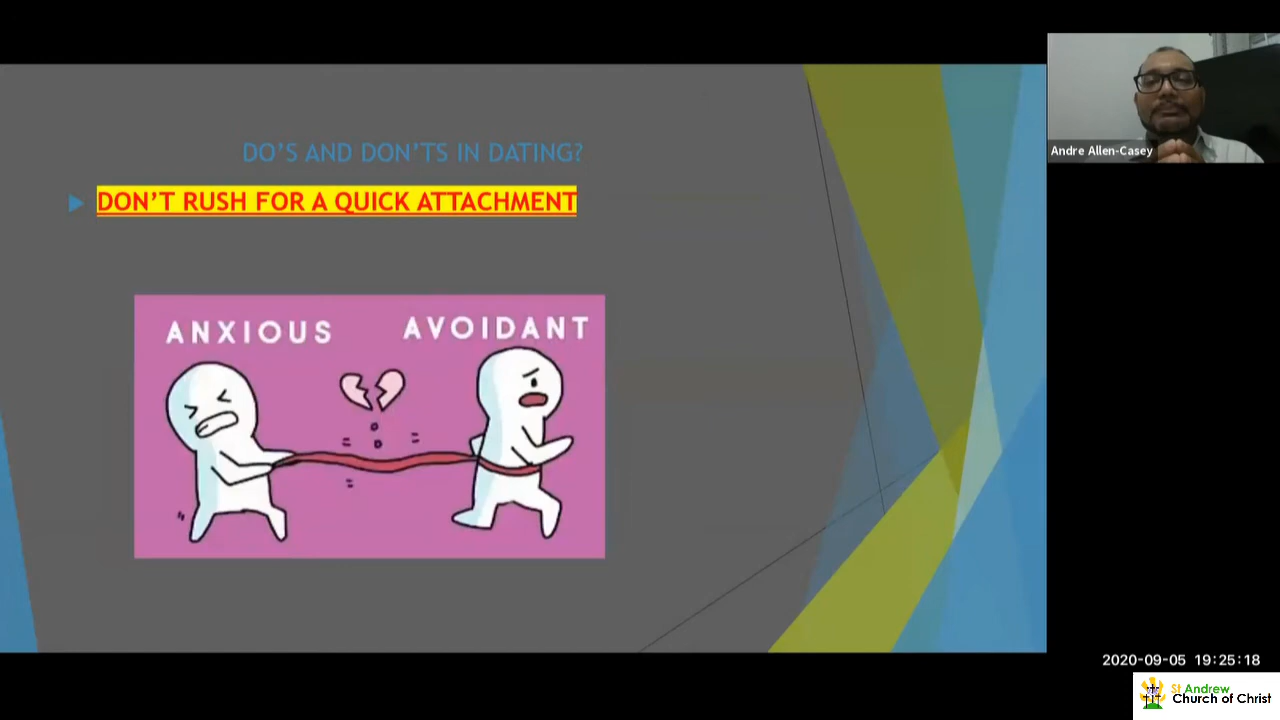 DO'S AND DON'TS IN DATING?
DON'T RUSH FOR A QUICK ATTACHMENT
ANXIOUS
AVOIDANT
Andre Allen-Casey
2020-09-05 19:25:18
St Andrew
Church of Christ